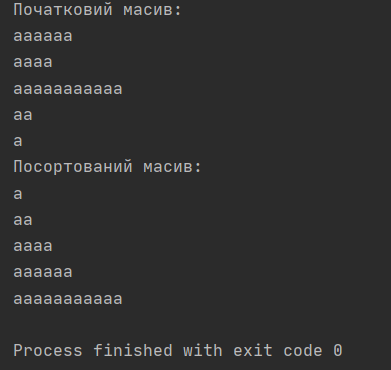 Початковий масив:
aaaaaa
aaaa
aaaaaaaaaaa
aa
a
Посортований масив:
a
aa
aaaa
aaaaaa
aaaaaaaaaaa
Process finished with exit code 0